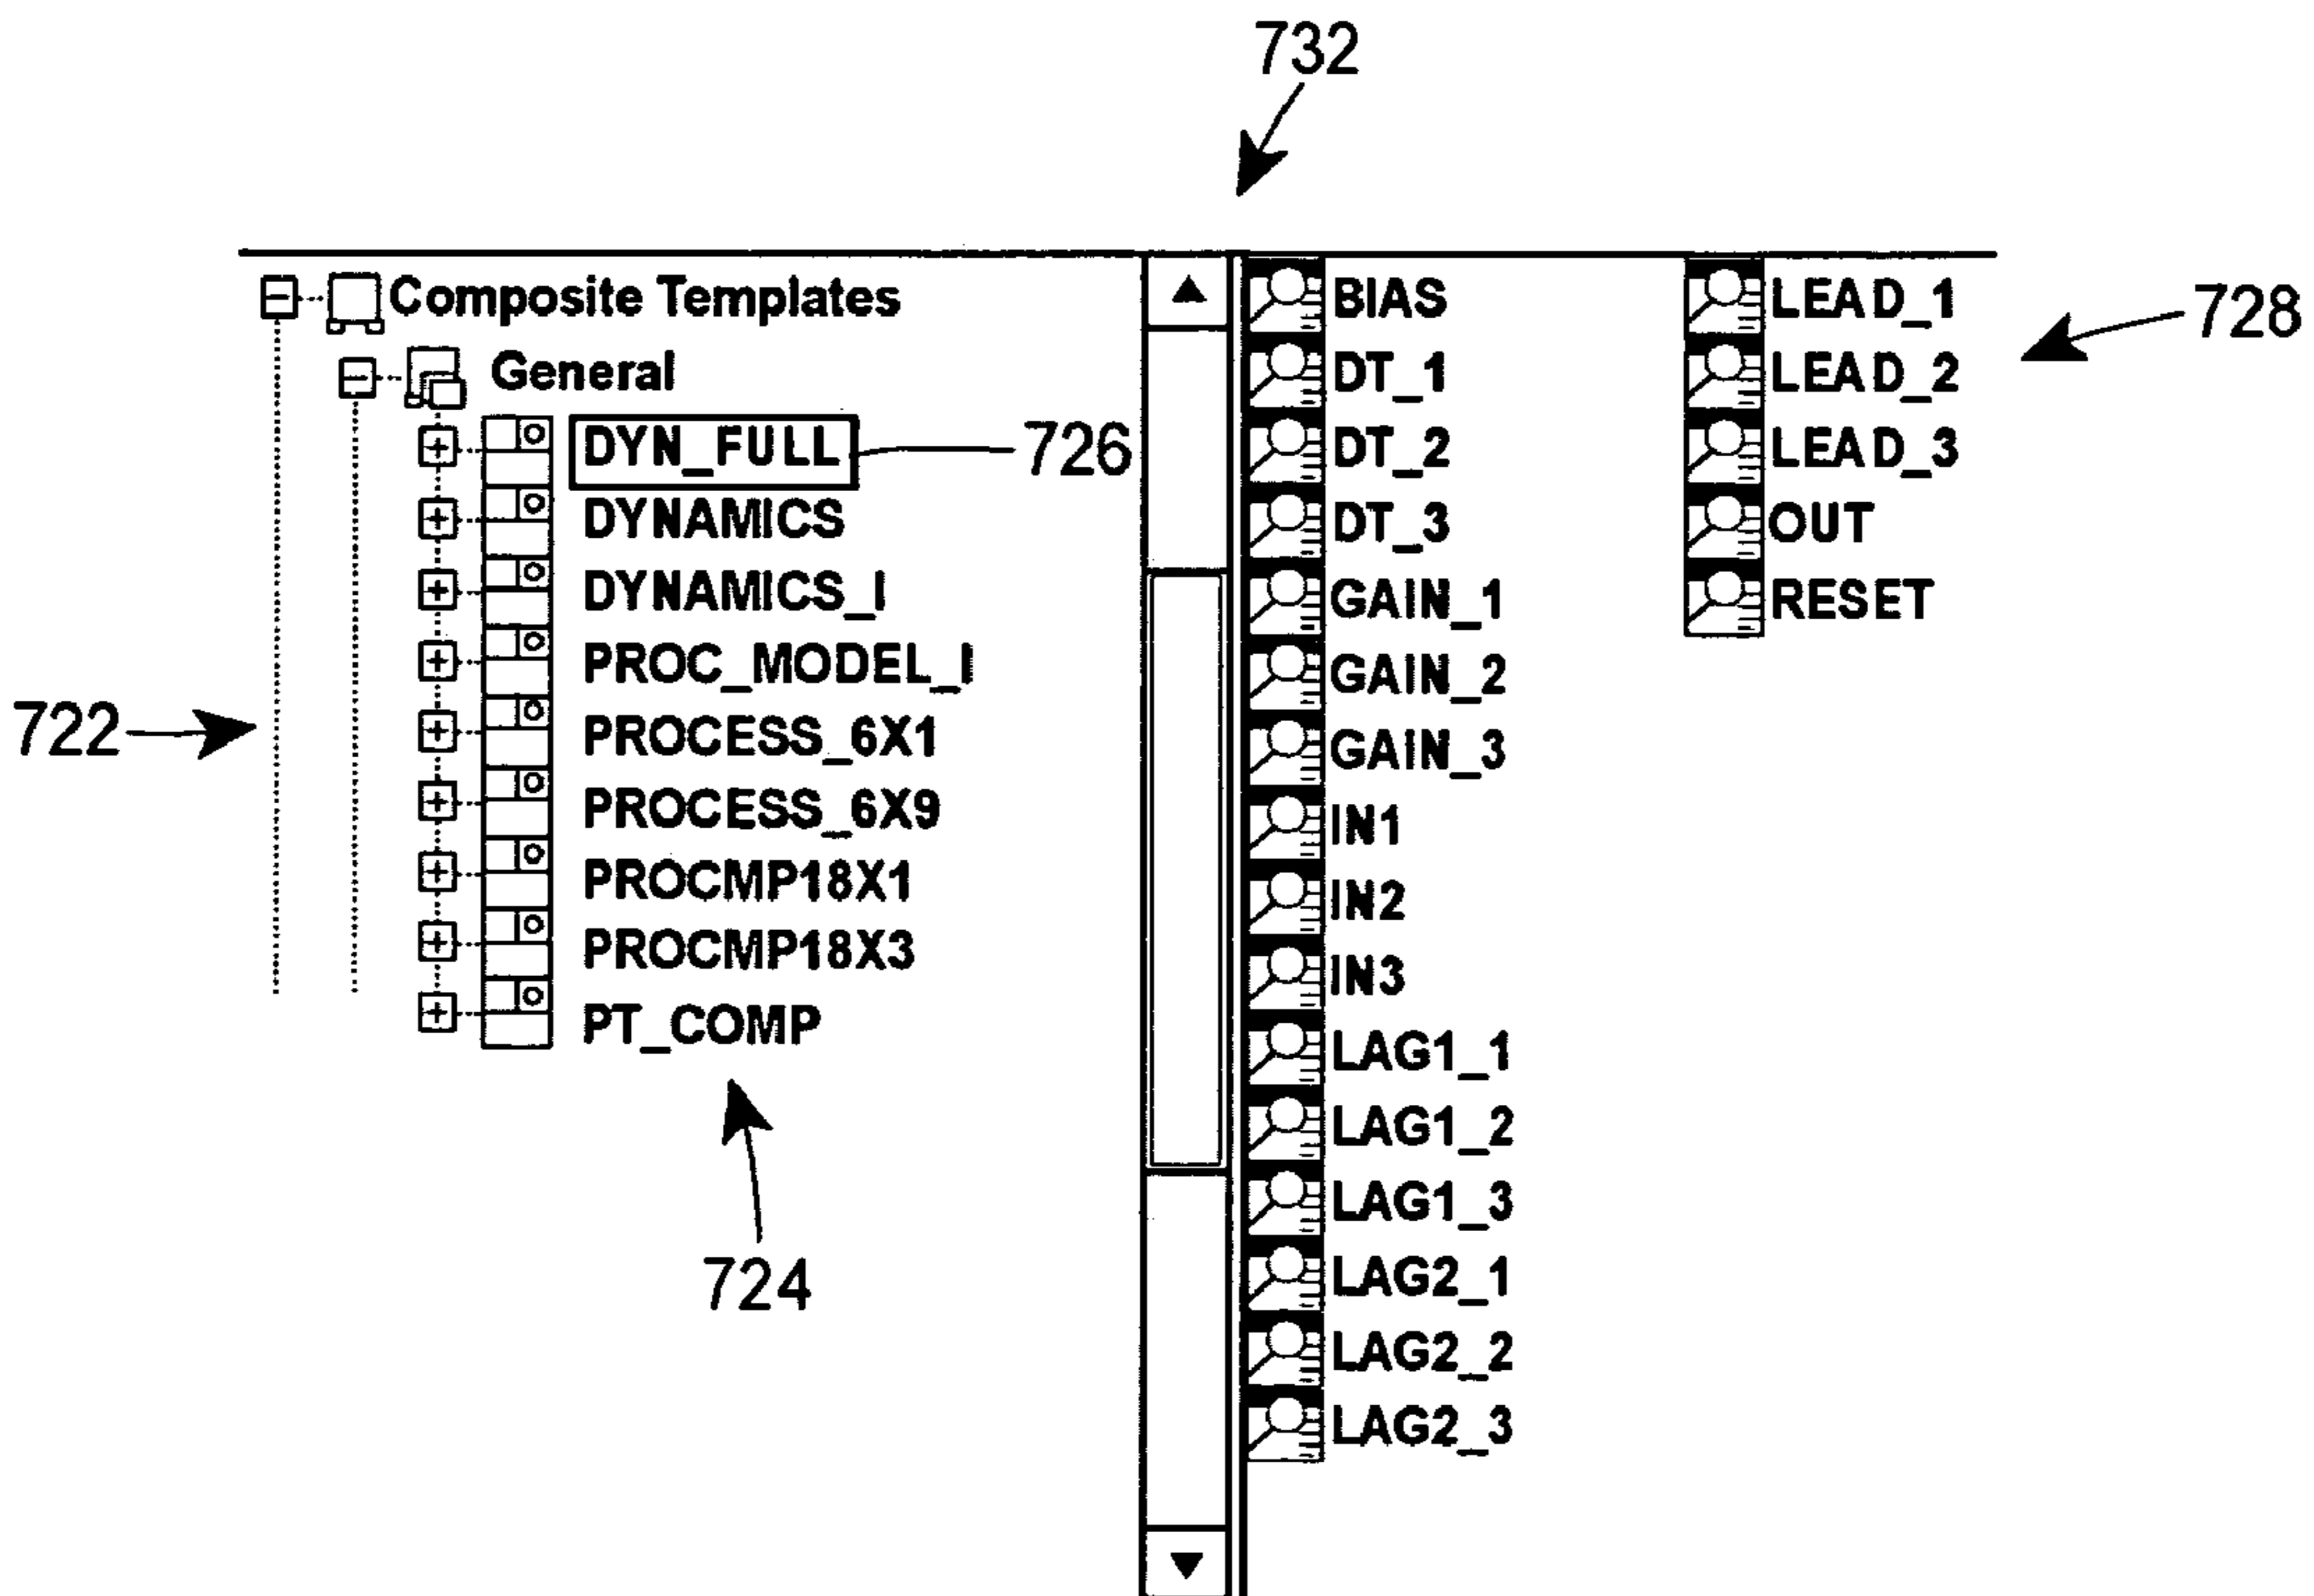 732
Composite Templates
General
DYN_FULL
726
DYNAMICS
DYNAMICS_I
PROC_MODEL_I
722
PROCESS_6X1
PROCESS_6X9
PROCMP18X1
PROCMP18X3
PT_COMP
724
BIAS
DT_1
DT_2
DT_3
GAIN_1
GAIN_2
GAIN_3
IN1
IN2
IN3
LAG1_1
LAG1_2
LAG1_3
LAG2_1
LAG2_2
LAG2_3
LEAD_1
LEAD_2
LEAD_3
OUT
RESET
728